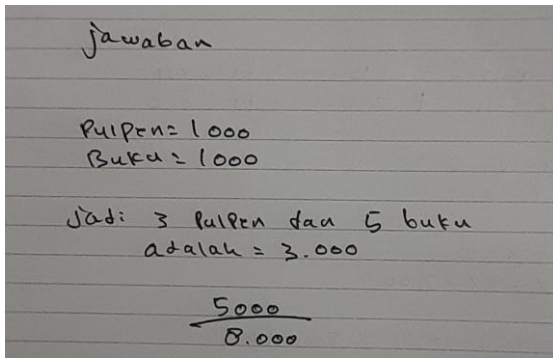 jawaban
Pulpen = 1000
Buku = 1000
jadi 3 Pulpen dan 5 buku
adalah = 3.000
5000
8.000